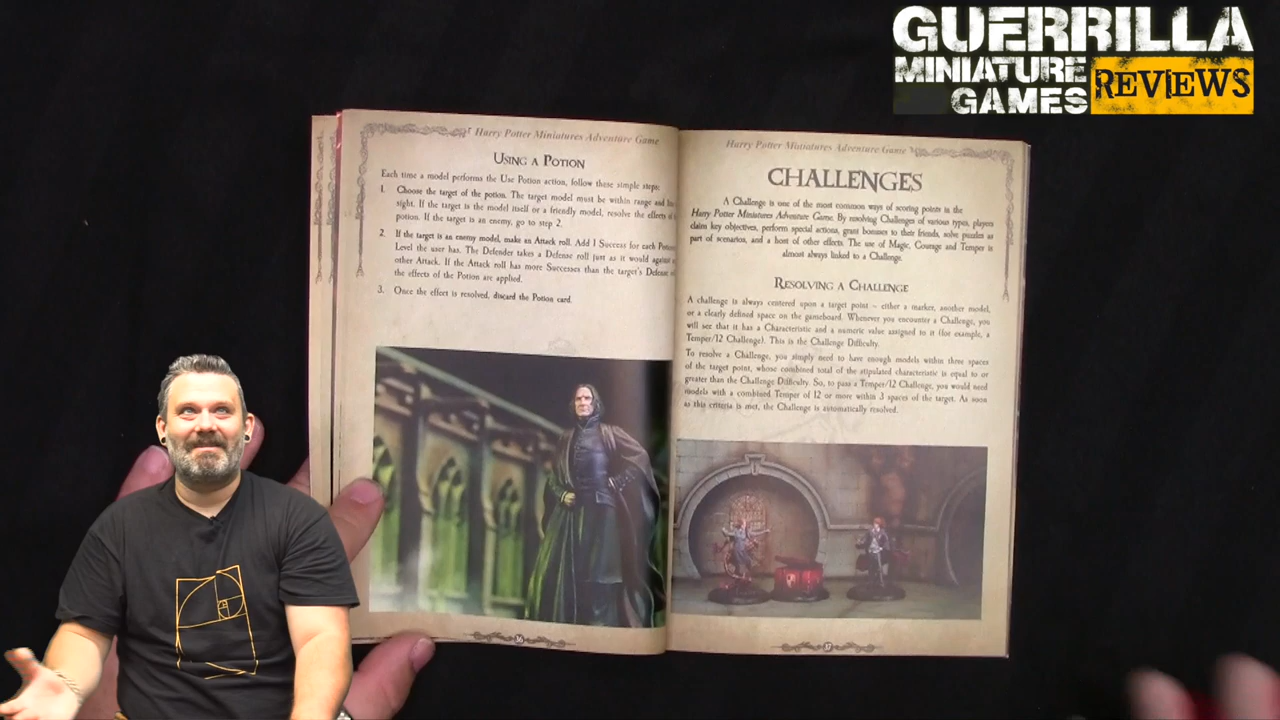 GUERRILLA
MINIATURE
GAMES
REVIEWS
Harry Potter Miniatures Adventure Game
USING A POTION
Each time a model performs the Use Potion action, follow these simple steps:
1. Choose the target of the potion. The target model must be within range and
sight. If the target is the model itself or a friendly model, resolve the effects of
potion. If the target is an enemy, go to step 2.
2. If the target is an enemy model, make an Attack roll. Add 1 Success for each
Level the user has. The Defender takes a Defense roll just as it would against
other Attack. If the Attack roll has more Successes than the target's Defense
the effects of the Potion are applied.
3. Once the effect is resolved, discard the Potion card.
36
Harry Potter Miniatures Adventure Game
CHALLENGES
A Challenge is one of the most common ways of scoring points in the
Harry Potter Miniatures Adventure Game. By resolving Challenges of various types, players
claim key objectives, perform special actions, grant bonuses to their friends, solve puzzles as
part of scenarios, and a host of other effects. The use of Magic, Courage and Temper is
almost always linked to a Challenge.
RESOLVING A CHALLENGE
A challenge is always centered upon a target point – either a marker, another model,
or a clearly defined space on the gameboard. Whenever you encounter a Challenge, you
will see that it has a Characteristic and a numeric value assigned to it (for example, a
Temper/12 Challenge). This is the Challenge Difficulty.
To resolve a Challenge, you simply need to have enough models within three spaces
of the target point, whose combined total of the stipulated characteristic is equal to or
greater than the Challenge Difficulty. So, to pass a Temper/12 Challenge, you would need
models with a combined Temper of 12 or more within 3 spaces of the target. As soon
as this criteria is met, the Challenge is automatically resolved.
37